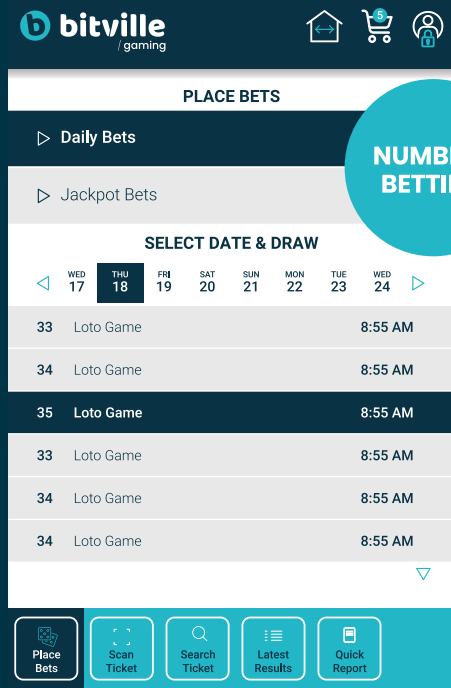 5
b bitville
/ gaming
PLACE BETS
Daily Bets
Jackpot Bets
SELECT DATE & DRAW
WED THU FRI SAT SUN MON TUE WED
17 18 19 20 21 22 23 24
33 Loto Game 8:55 AM
34 Loto Game 8:55 AM
35 Loto Game 8:55 AM
33 Loto Game 8:55 AM
34 Loto Game 8:55 AM
34 Loto Game 8:55 AM
Place Bets
Scan Ticket
Search Ticket
Latest Results
Quick Report